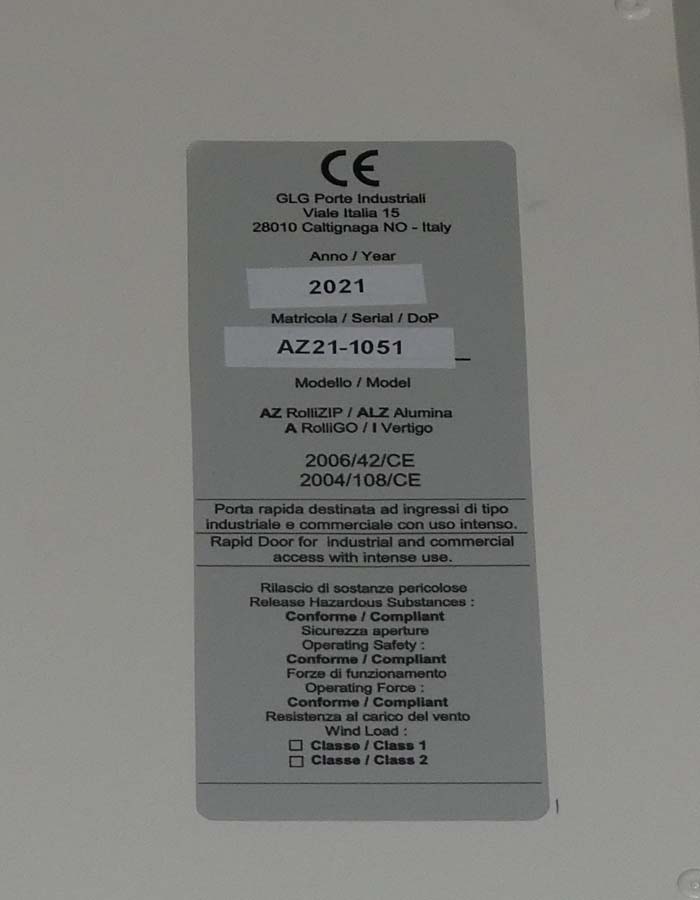 CE
GLG Porte Industriali
Viale Italia 15
28010 Caltignaga NO - Italy
Anno / Year
2021
Matricola / Serial / DoP
AZ21-1051
Modello / Model
AZ RolliZIP / ALZ Alumina
A RolliGO / I Vertigo
2006/42/CE
2004/108/CE
Porta rapida destinata ad ingressi di tipo
industriale e commerciale con uso intenso.
Rapid Door for industrial and commercial
access with intense use.
Rilascio di sostanze pericolose
Release Hazardous Substances :
Conforme / Compliant
Sicurezza aperture
Operating Safety :
Conforme / Compliant
Forze di funzionamento
Operating Force :
Conforme / Compliant
Resistenza al carico del vento
Wind Load :
Classe / Class 1
Classe / Class 2